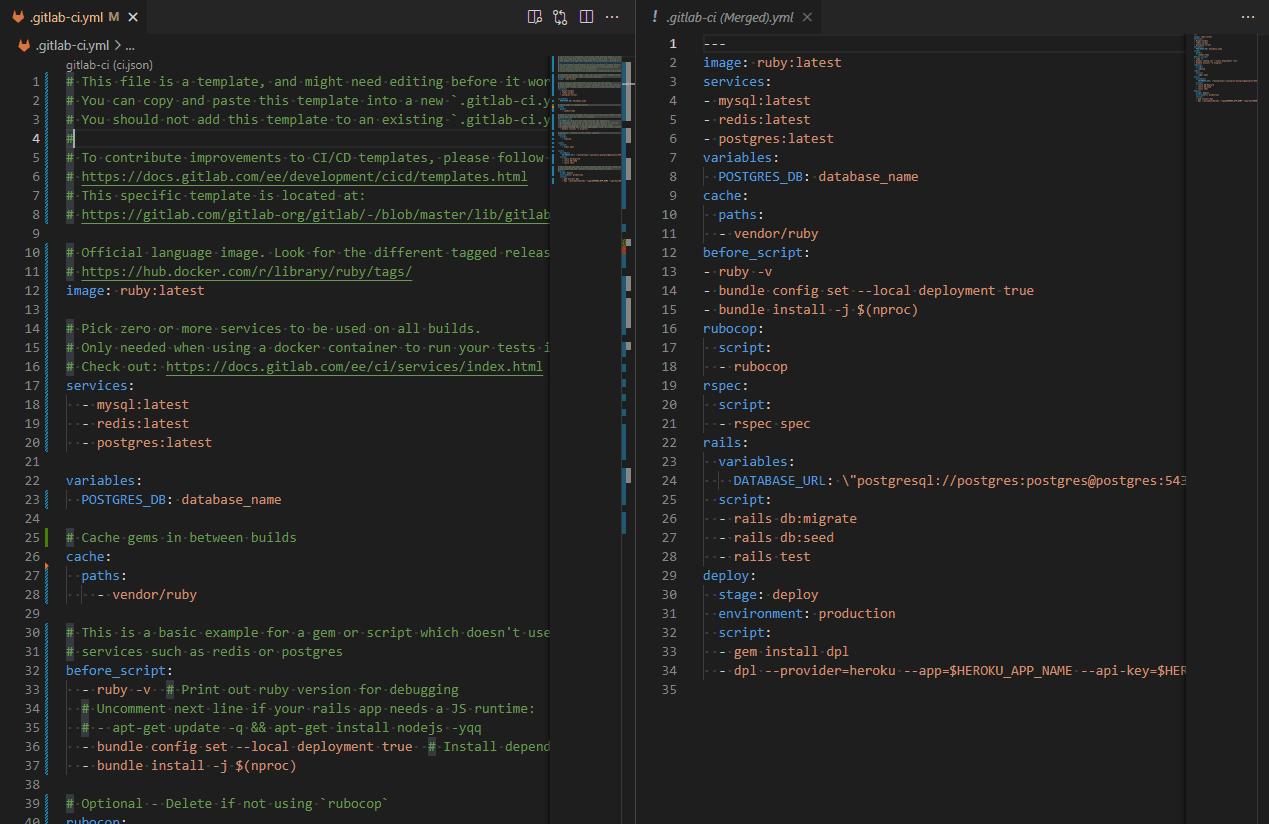 .gitlab-ci.yml M
.gitlab-ci.yml > ...
gitlab-ci (ci.json)
1 # This file is a template, and might need editing before it wor
2 # You can copy and paste this template into a new `.gitlab-ci.y
3 # You should not add this template to an existing `.gitlab-ci.y
4 #
5 # To contribute improvements to CI/CD templates, please follow
6 # https://docs.gitlab.com/ee/development/cicd/templates.html
7 # This specific template is located at:
8 # https://gitlab.com/gitlab-org/gitlab/-/blob/master/lib/gitlab
9
10 # Official language image. Look for the different tagged releas
11 # https://hub.docker.com/r/library/ruby/tags/
12 image: ruby:latest
13
14 # Pick zero or more services to be used on all builds.
15 # Only needed when using a docker container to run your tests i
16 # Check out: https://docs.gitlab.com/ee/ci/services/index.html
17 services:
18   - mysql:latest
19   - redis:latest
20   - postgres:latest
21
22 variables:
23   POSTGRES_DB: database_name
24
25 # Cache gems in between builds
26 cache:
27   paths:
28     - vendor/ruby
29
30 # This is a basic example for a gem or script which doesn't use
31 # services such as redis or postgres
32 before_script:
33   - ruby -v  # Print out ruby version for debugging
34   # Uncomment next line if your rails app needs a JS runtime:
35   # - apt-get update -q && apt-get install nodejs -yqq
36   - bundle config set --local deployment true  # Install depend
37   - bundle install -j $(nproc)
38
39 # Optional - Delete if not using `rubocop`
40 rubocop:
! .gitlab-ci (Merged).yml
1 ---
2 image: ruby:latest
3 services:
4 - mysql:latest
5 - redis:latest
6 - postgres:latest
7 variables:
8   POSTGRES_DB: database_name
9 cache:
10   paths:
11   - vendor/ruby
12 before_script:
13 - ruby -v
14 - bundle config set --local deployment true
15 - bundle install -j $(nproc)
16 rubocop:
17   script:
18   - rubocop
19 rspec:
20   script:
21   - rspec spec
22 rails:
23   variables:
24     DATABASE_URL: \"postgresql://postgres:postgres@postgres:543
25   script:
26   - rails db:migrate
27   - rails db:seed
28   - rails test
29 deploy:
30   stage: deploy
31   environment: production
32   script:
33   - gem install dpl
34   - dpl --provider=heroku --app=$HEROKU_APP_NAME --api-key=$HER
35